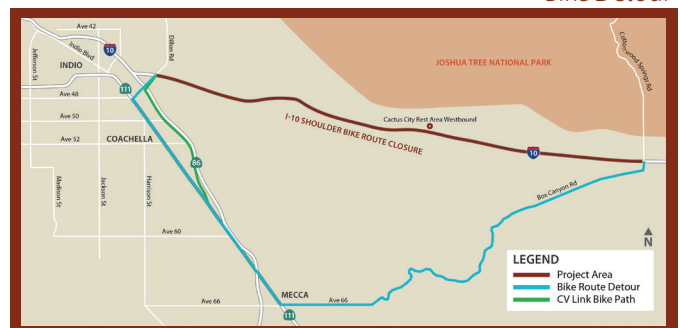 Bike Detour
Ave 42
Jefferson St
Indio Blvd
10
Dillon Rd
INDIO
111
Cottonwood Springs Rd
JOSHUA TREE NATIONAL PARK
Ave 48
Ave 50
Ave 52
COACHELLA
Cactus City Rest Area Westbound
I-10 SHOULDER BIKE ROUTE CLOSURE
10
86
Madison St
Jackson St
Harrison St
Box Canyon Rd
Ave 60
N
MECCA
Ave 66
Ave 66
111
LEGEND
Project Area
Bike Route Detour
CV Link Bike Path